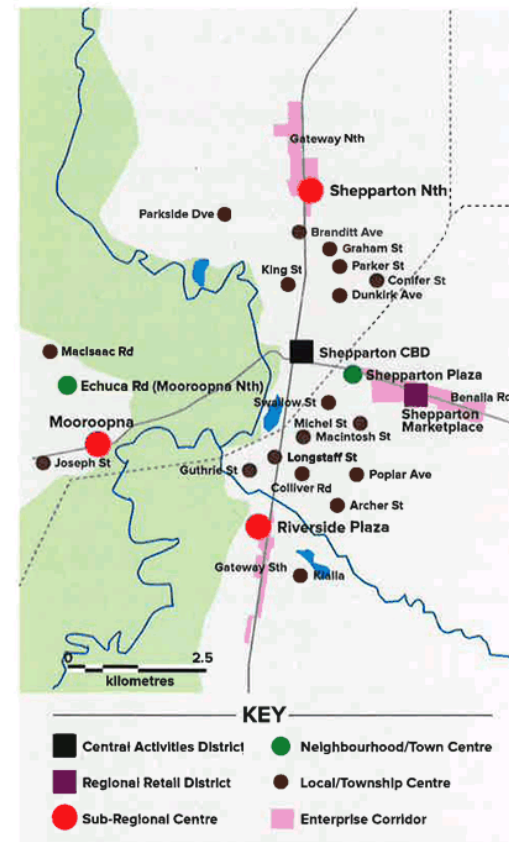 Gateway Nth
Shepparton Nth
Parkside Dve
Branditt Ave
Graham St
Parker St
King St
Conifer St
Dunkirk Ave
MacIsaac Rd
Shepparton CBD
Echuca Rd (Mooroopna Nth)
Shepparton Plaza
Benalla Rd
Swallow St
Shepparton
Marketplace
Mooroopna
Michel St
Macintosh St
Joseph St
Guthrie St
Longstaff St
Colliver Rd
Poplar Ave
Archer St
Riverside Plaza
Gateway Sth
Kialla
0 2.5
kilometres
KEY
Central Activities District
Neighbourhood/Town Centre
Regional Retail District
Local/Township Centre
Sub-Regional Centre
Enterprise Corridor